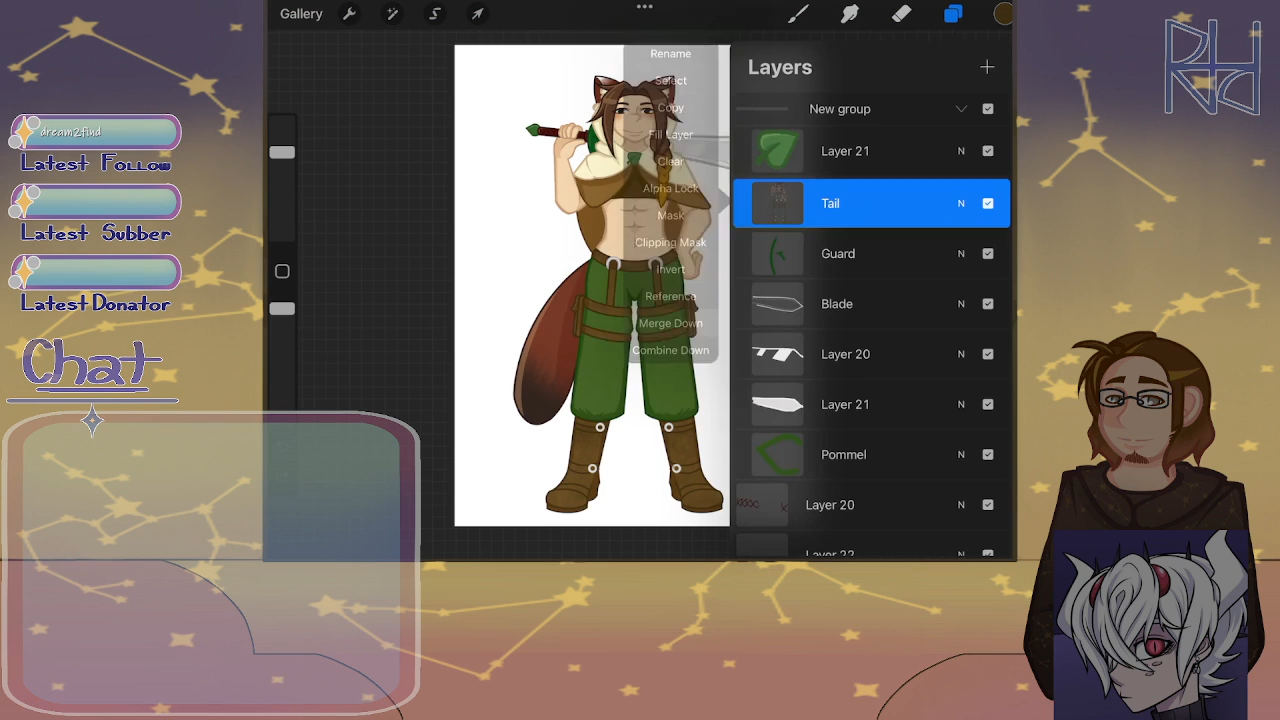 Gallery
Rename
Select
Copy
Fill Layer
Clear
Alpha Lock
Mask
Clipping Mask
Invert
Reference
Merge Down
Combine Down
Layers
New group
Layer 21 N
Tail N
Guard N
Blade N
Layer 20 N
Layer 21 N
Pommel N
Layer 20 N
Layer 22 N
dream2find
Latest Follow
Latest Subber
Latest Donator
Chat